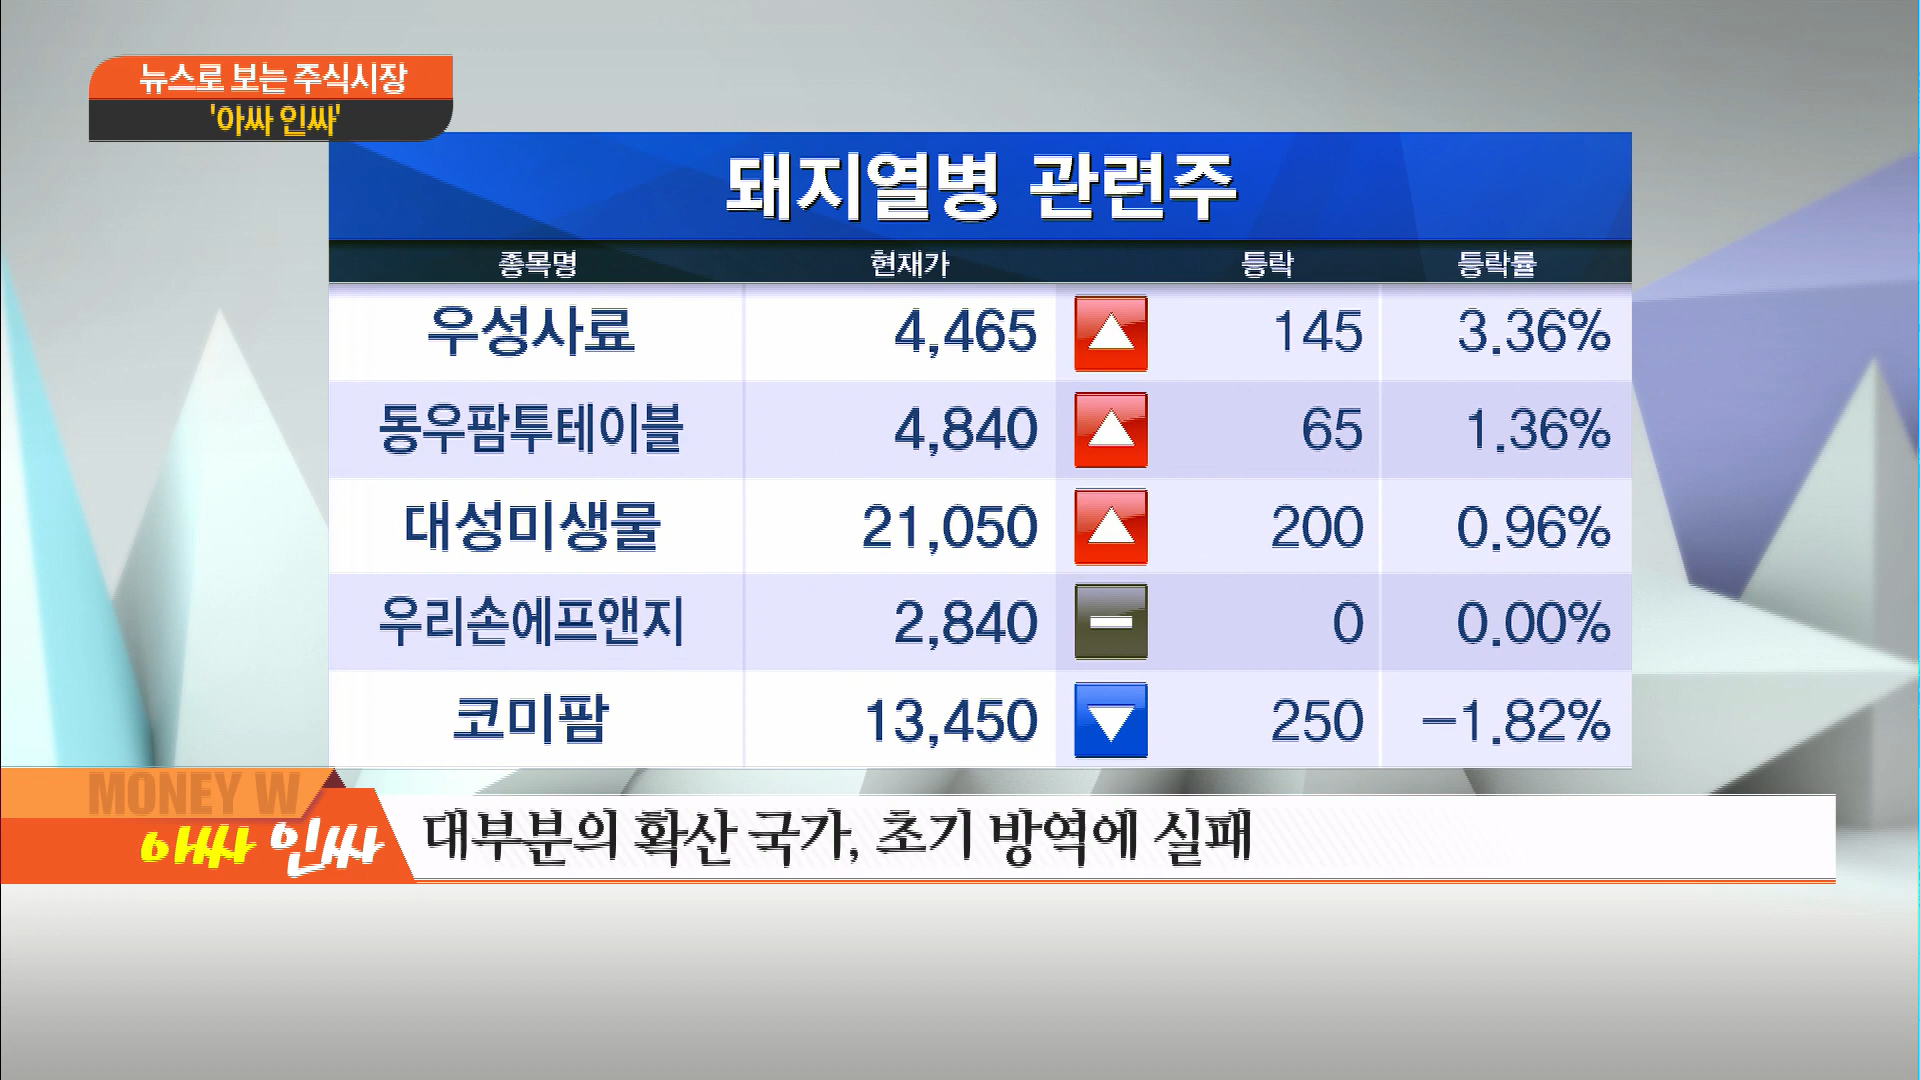 뉴스로 보는 주식시장
'아싸 인싸'
돼지열병 관련주
종목명 현재가 등락 등락률
우성사료 4,465 ▲ 145 3.36%
동우팜투테이블 4,840 ▲ 65 1.36%
대성미생물 21,050 ▲ 200 0.96%
우리손에프앤지 2,840 – 0 0.00%
코미팜 13,450 ▼ 250 -1.82%
MONEY W
아싸 인싸
대부분의 확산 국가, 초기 방역에 실패